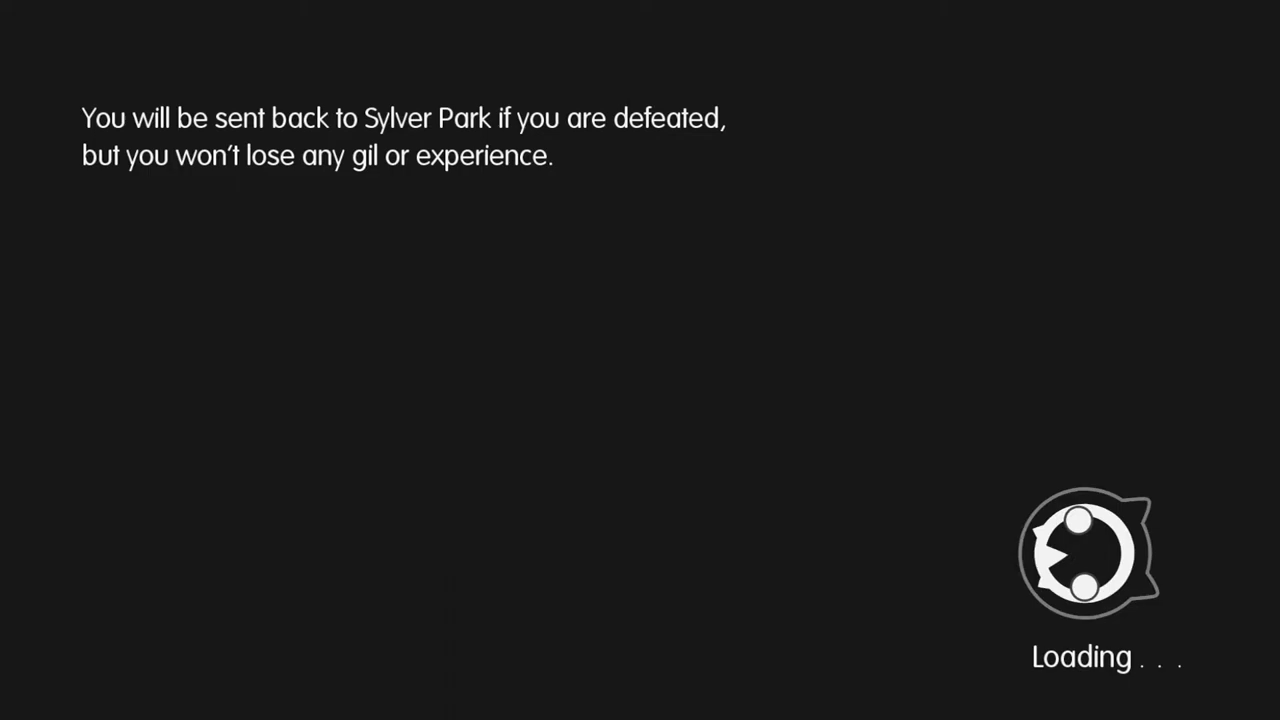 You will be sent back to Sylver Park if you are defeated,
but you won't lose any gil or experience.
Loading . . .